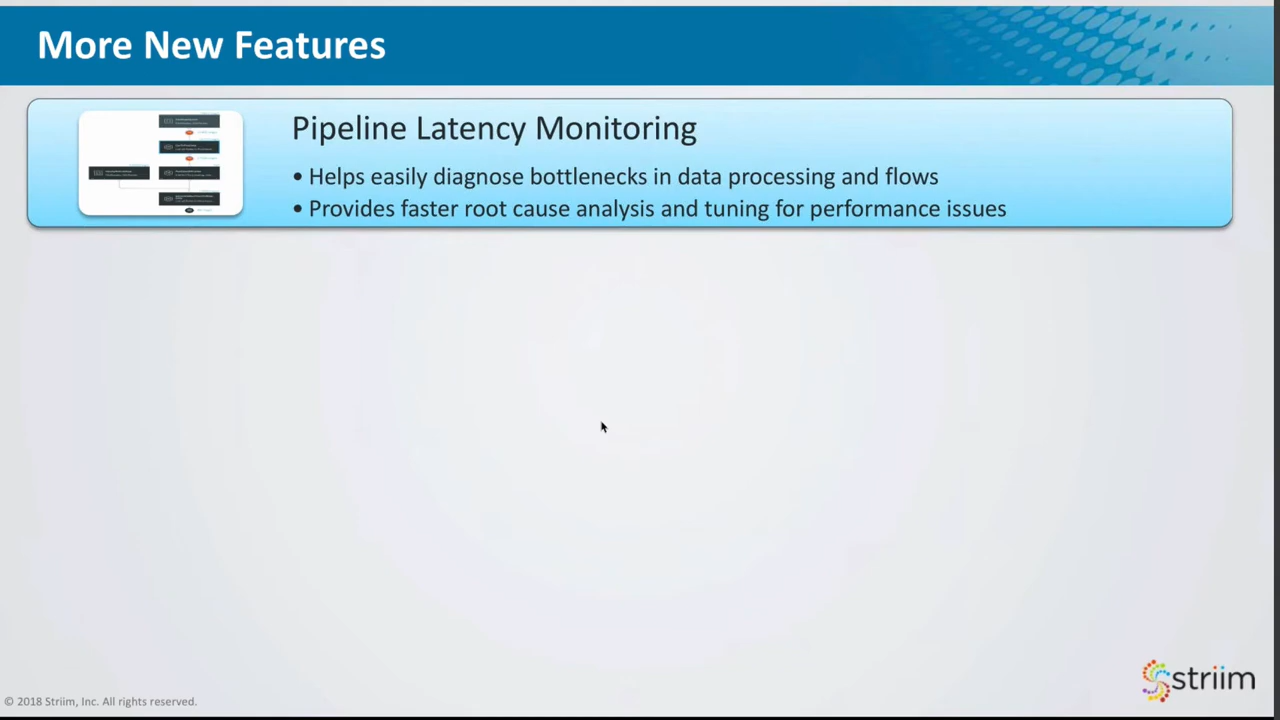 More New Features
Pipeline Latency Monitoring
• Helps easily diagnose bottlenecks in data processing and flows
• Provides faster root cause analysis and tuning for performance issues
striim
© 2018 Striim, Inc. All rights reserved.